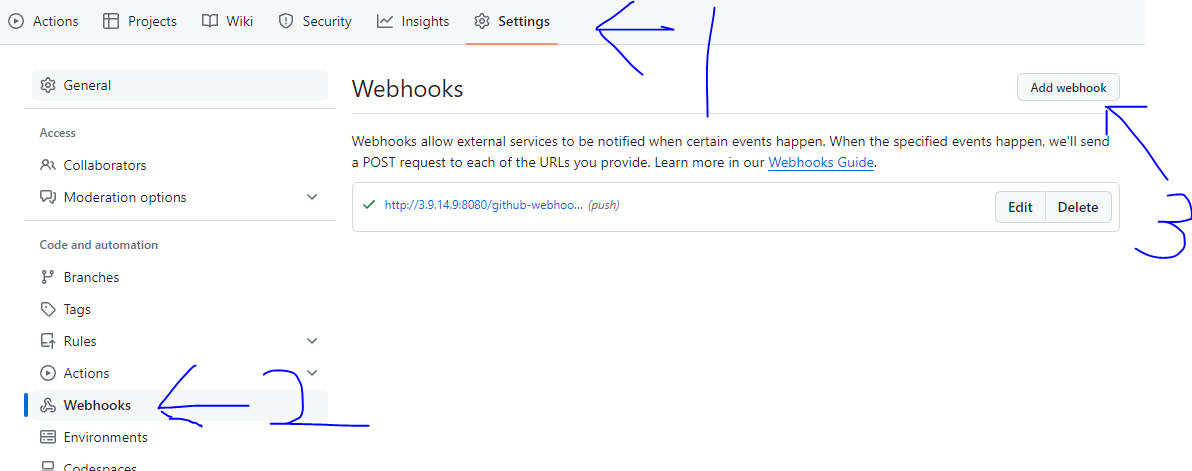 Actions Projects Wiki Security Insights Settings
1
General
Access
Collaborators
Moderation options
Code and automation
Branches
Tags
Rules
Actions
Webhooks
2
Environments
Codespaces
Webhooks
Add webhook
Webhooks allow external services to be notified when certain events happen. When the specified events happen, we'll send
a POST request to each of the URLs you provide. Learn more in our Webhooks Guide.
http://3.9.14.9:8080/github-webhoo... (push)
Edit Delete
3